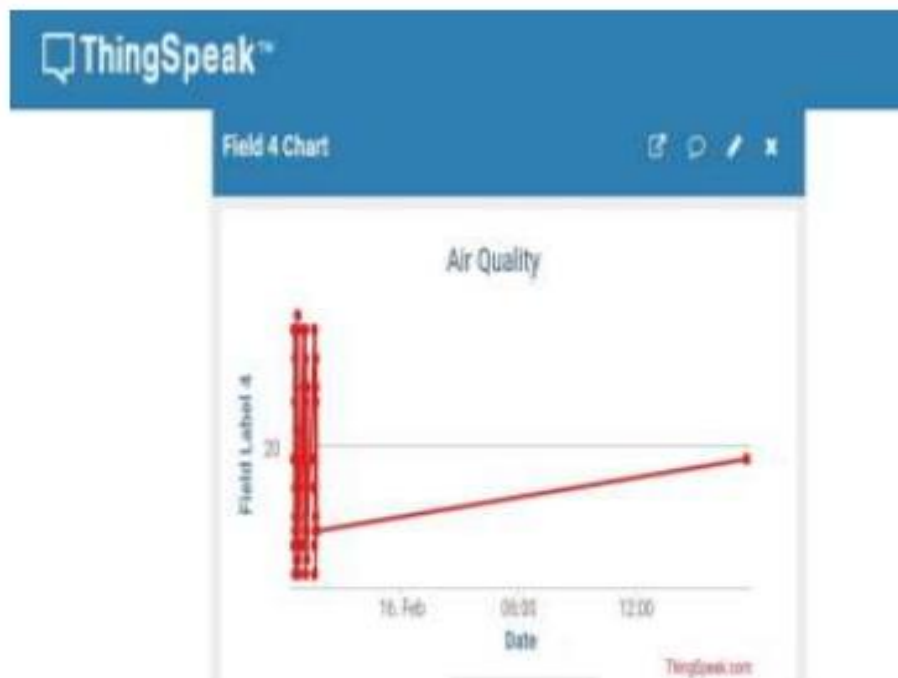 ThingSpeak™
Field 4 Chart
Air Quality
Field Label 4
20
16. Feb
06:00
12:00
Date
ThingSpeak.com